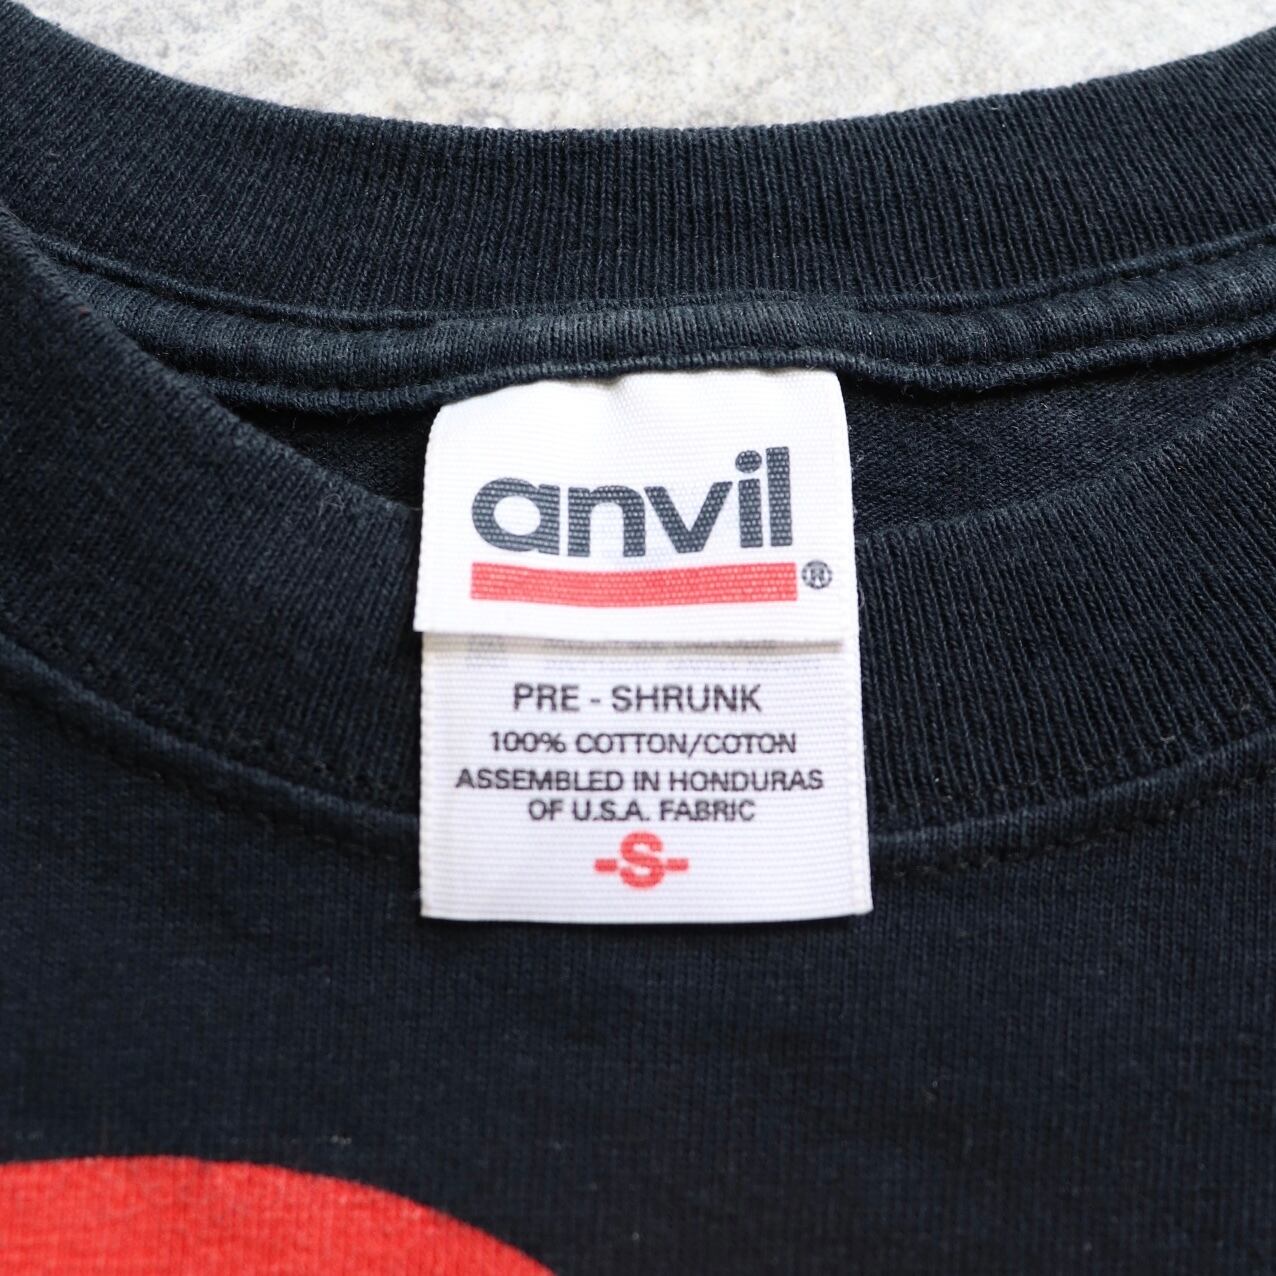 anvil®
PRE - SHRUNK
100% COTTON/COTON
ASSEMBLED IN HONDURAS
OF U.S.A. FABRIC
-S-